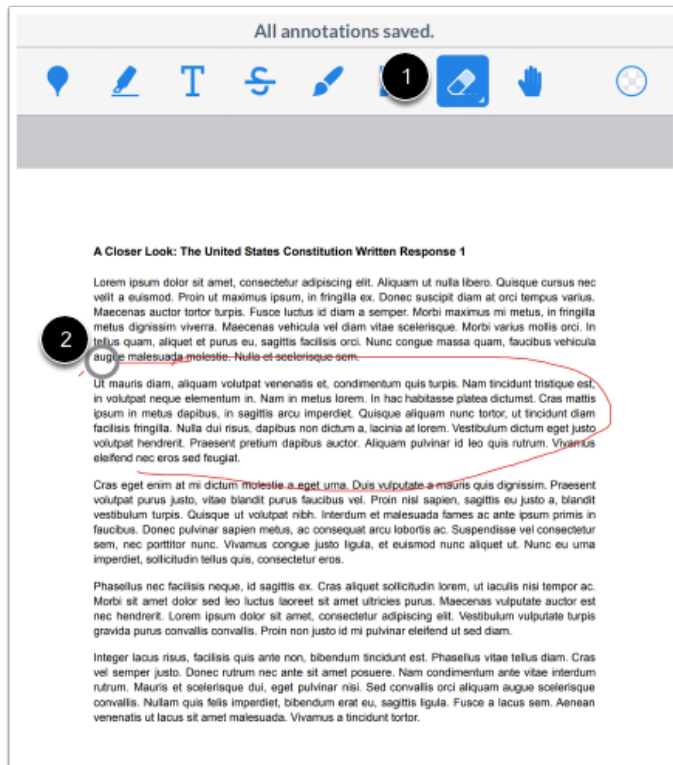 All annotations saved.
1
A Closer Look: The United States Constitution Written Response 1
Lorem ipsum dolor sit amet, consectetur adipiscing elit. Aliquam ut nulla libero. Quisque cursus nec
velit a euismod. Proin ut maximus ipsum, in fringilla ex. Donec suscipit diam at orci tempus varius.
Maecenas auctor tortor turpis. Fusce luctus id diam a semper. Morbi maximus mi metus, in fringilla
metus dignissim viverra. Maecenas vehicula vel diam vitae scelerisque. Morbi varius mollis orci. In
2
tellus quam, aliquet et purus eu, sagittis facilisis orci. Nunc congue massa quam, faucibus vehicula
augue malesuada molestie. Nulla et scelerisque sem.
Ut mauris diam, aliquam volutpat venenatis et, condimentum quis turpis. Nam tincidunt tristique est,
in volutpat neque elementum in. Nam in metus lorem. In hac habitasse platea dictumst. Cras mattis
ipsum in metus dapibus, in sagittis arcu imperdiet. Quisque aliquam nunc tortor, ut tincidunt diam
facilisis fringilla. Nulla dui risus, dapibus non dictum a, lacinia at lorem. Vestibulum dictum eget justo
volutpat hendrerit. Praesent pretium dapibus auctor. Aliquam pulvinar id leo quis rutrum. Vivamus
eleifend nec eros sed feugiat.
Cras eget enim at mi dictum molestie a eget urna. Duis vulputate a mauris quis dignissim. Praesent
volutpat purus justo, vitae blandit purus faucibus vel. Proin nisl sapien, sagittis eu justo a, blandit
vestibulum turpis. Quisque ut volutpat nibh. Interdum et malesuada fames ac ante ipsum primis in
faucibus. Donec pulvinar sapien metus, ac consequat arcu lobortis ac. Suspendisse vel consectetur
sem, nec porttitor nunc. Vivamus congue justo ligula, et euismod nunc aliquet ut. Nunc eu urna
imperdiet, sollicitudin tellus quis, consectetur eros.
Phasellus nec facilisis neque, id sagittis ex. Cras aliquet sollicitudin lorem, ut iaculis nisi tempor ac.
Morbi sit amet dolor sed leo luctus laoreet sit amet ultricies purus. Maecenas vulputate auctor est
nec hendrerit. Lorem ipsum dolor sit amet, consectetur adipiscing elit. Vestibulum vulputate turpis
gravida purus convallis convallis. Proin non justo id mi pulvinar eleifend ut sed diam.
Integer lacus risus, facilisis quis ante non, bibendum tincidunt est. Phasellus vitae tellus diam. Cras
vel semper justo. Donec rutrum nec ante sit amet posuere. Nam condimentum ante vitae interdum
rutrum. Mauris et scelerisque dui, eget pulvinar nisi. Sed convallis orci aliquam augue scelerisque
convallis. Nullam quis felis imperdiet, bibendum erat eu, sagittis ligula. Fusce a lacus sem. Aenean
venenatis ut lacus sit amet malesuada. Vivamus a tincidunt tortor.